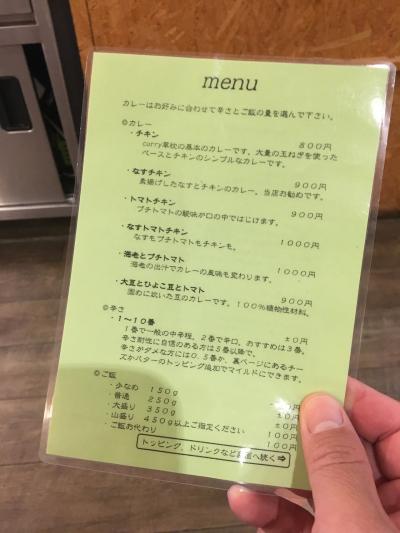 menu
カレーはお好みに合わせて辛さとご飯の量を選んで下さい。
◎カレー
・チキン 800円
curry草枕の基本のカレーです。大量の玉ねぎを使った
ベースとチキンのシンプルなカレーです。
・なすチキン 900円
素揚げしたなすとチキンのカレー。当店お勧めです。
・トマトチキン 900円
プチトマトの酸味が口の中ではじけます。
・なすトマトチキン 1000円
なすもプチトマトもチキンも。
・海老とプチトマト 1000円
海老の出汁でカレーの風味も変わります。
・大豆とひよこ豆とトマト 900円
固めに炊いた豆のカレーです。100%植物性材料。
◎辛さ
・1〜10番 ±0円
1番で一般の中辛程、2番で辛口。おすすめは3番。
辛さ耐性に自信のある方は5番以降で、
辛さがダメな方には0.5番か、裏ページにあるチー
ズかバターのトッピング追加でマイルドにできます。
◎ご飯
・少なめ 150g
・普通 250g ±0円
・大盛り 350g ±0円
・山盛り 450g以上ご指定ください 100円
・ご飯お代わり 100円
トッピング、ドリンクなど裏面へ続く⇒